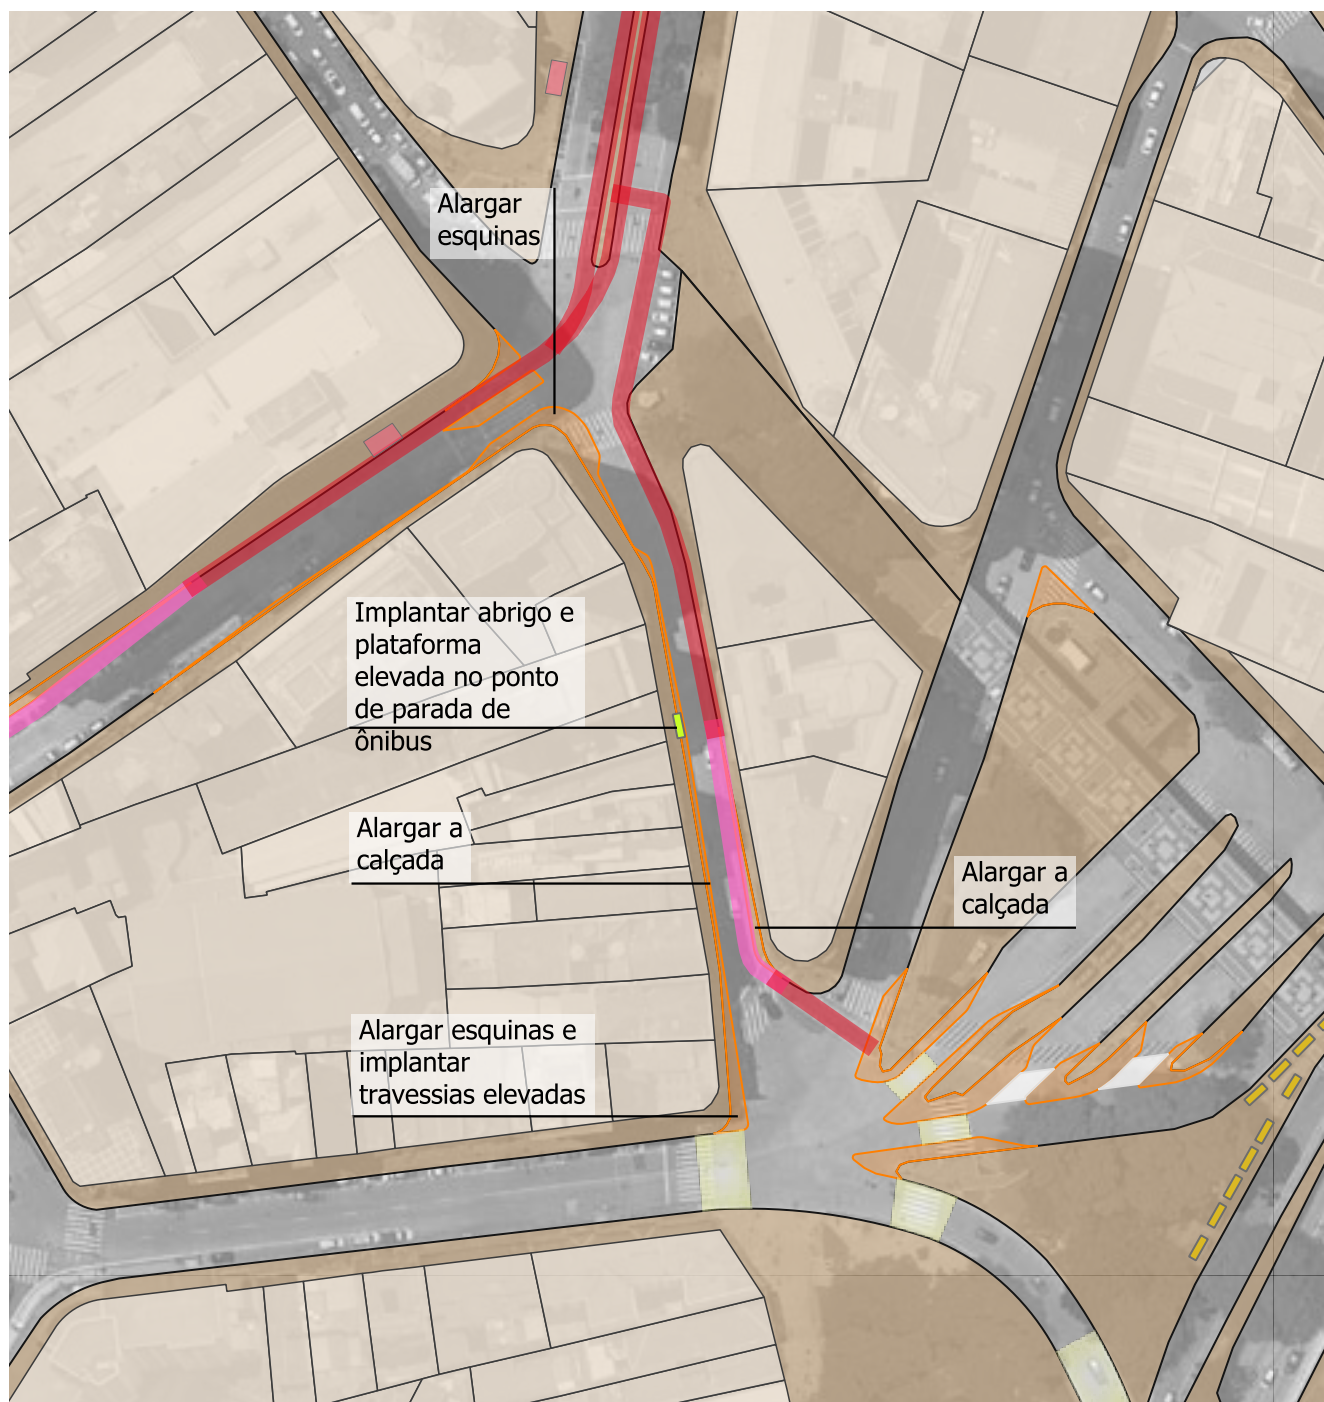 Alargar
esquinas
Implantar abrigo e
plataforma
elevada no ponto
de parada de
ônibus
Alargar a
calçada
Alargar a
calçada
Alargar esquinas e
implantar
travessias elevadas